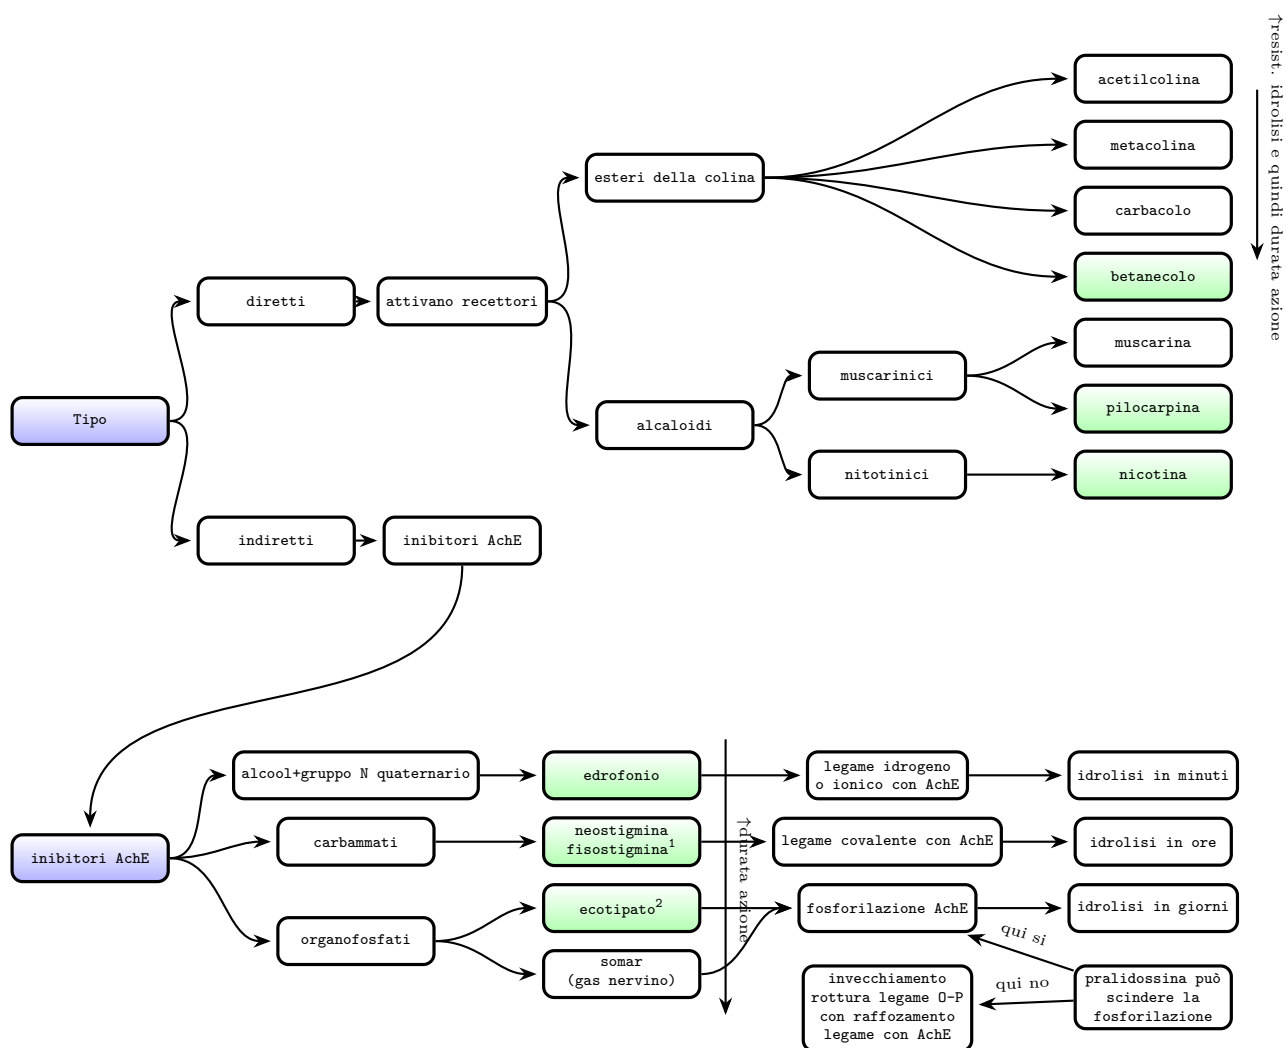 ↑resist. idrolisi e quindi durata azione
acetilcolina
metacolina
esteri della colina
carbacolo
betanecolo
diretti
attivano recettori
muscarina
muscarinici
pilocarpina
Tipo
alcaloidi
nitotinici
nicotina
indiretti
inibitori AchE
alcool+gruppo N quaternario
edrofonio
legame idrogeno
o ionico con AchE
idrolisi in minuti
↑durata azione
carbammati
neostigmina
fisostigmina¹
legame covalente con AchE
idrolisi in ore
inibitori AchE
ecotipato²
fosforilazione AchE
idrolisi in giorni
organofosfati
qui si
somar
(gas nervino)
invecchiamento
rottura legame O-P
con raffozamento
legame con AchE
qui no
pralidossina può
scindere la
fosforilazione